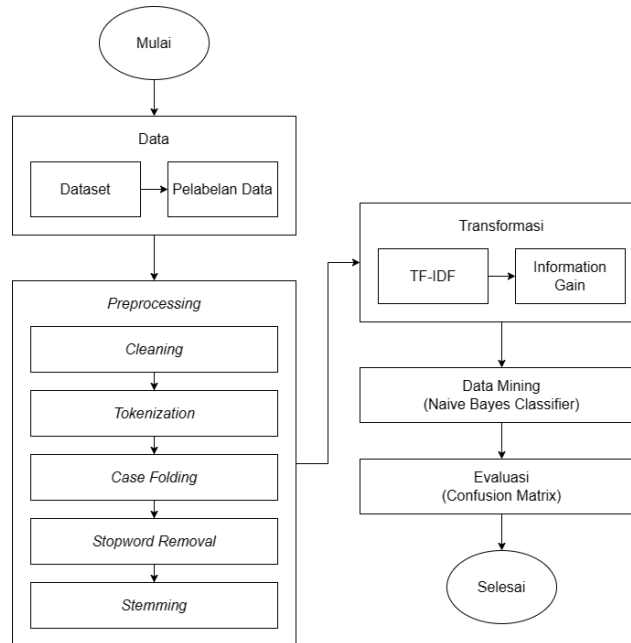 Mulai
Data
Dataset
Pelabelan Data
Preprocessing
Cleaning
Tokenization
Case Folding
Stopword Removal
Stemming
Transformasi
TF-IDF
Information
Gain
Data Mining
(Naive Bayes Classifier)
Evaluasi
(Confusion Matrix)
Selesai